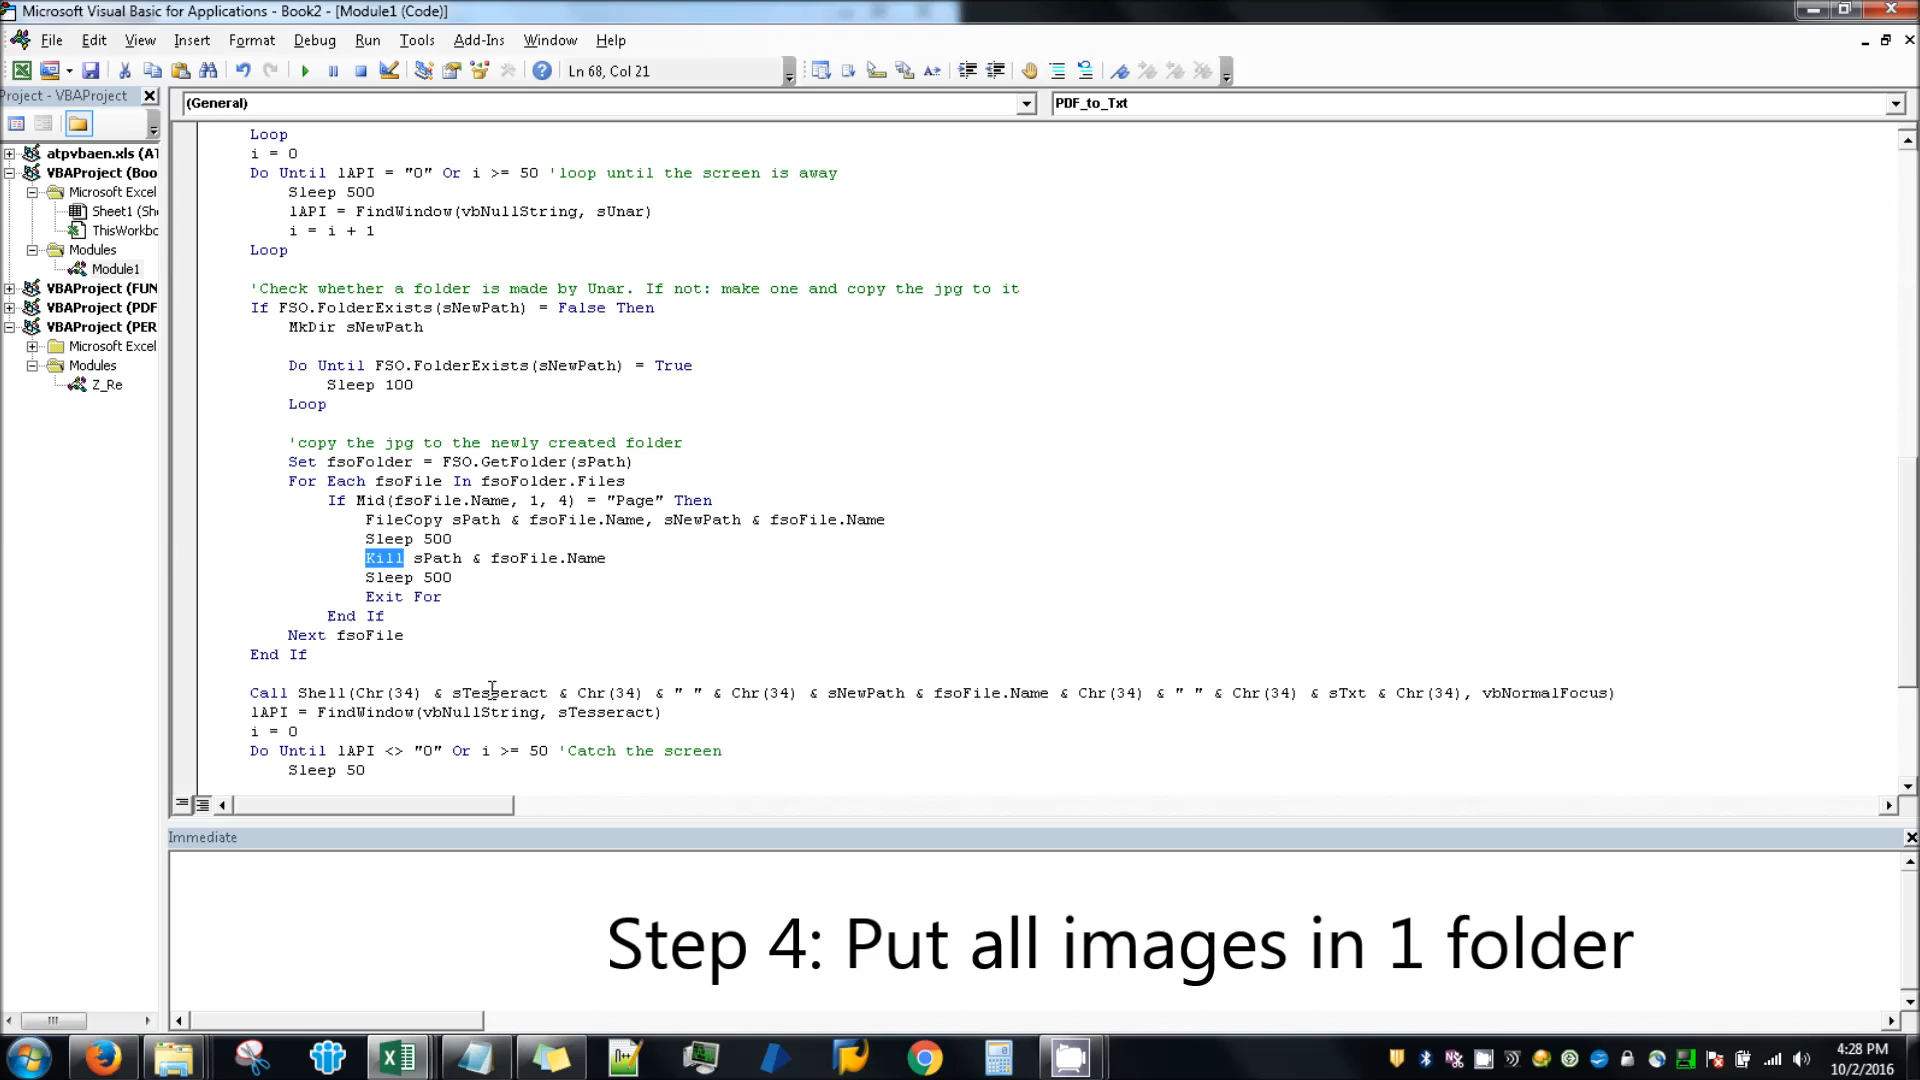 Microsoft Visual Basic for Applications - Book2 - [Module1 (Code)]
File Edit View Insert Format Debug Run Tools Add-Ins Window Help
Ln 68, Col 21
Project - VBAProject
(General)
PDF_to_Txt
atpvbaen.xls (AT
VBAProject (Boo
Microsoft Excel
Sheet1 (She
ThisWorkbo
Modules
Module1
VBAProject (FUN
VBAProject (PDF
VBAProject (PER
Microsoft Excel
Modules
Z_Re
Loop
i = 0
Do Until lAPI = "0" Or i >= 50 'loop until the screen is away
Sleep 500
lAPI = FindWindow(vbNullString, sUnar)
i = i + 1
Loop
'Check whether a folder is made by Unar. If not: make one and copy the jpg to it
If FSO.FolderExists(sNewPath) = False Then
MkDir sNewPath
Do Until FSO.FolderExists(sNewPath) = True
Sleep 100
Loop
'copy the jpg to the newly created folder
Set fsoFolder = FSO.GetFolder(sPath)
For Each fsoFile In fsoFolder.Files
If Mid(fsoFile.Name, 1, 4) = "Page" Then
FileCopy sPath & fsoFile.Name, sNewPath & fsoFile.Name
Sleep 500
Kill sPath & fsoFile.Name
Sleep 500
Exit For
End If
Next fsoFile
End If
Call Shell(Chr(34) & sTesseract & Chr(34) & " " & Chr(34) & sNewPath & fsoFile.Name & Chr(34) & " " & Chr(34) & sTxt & Chr(34), vbNormalFocus)
lAPI = FindWindow(vbNullString, sTesseract)
i = 0
Do Until lAPI <> "0" Or i >= 50 'Catch the screen
Sleep 50
Immediate
Step 4: Put all images in 1 folder
4:28 PM
10/2/2016